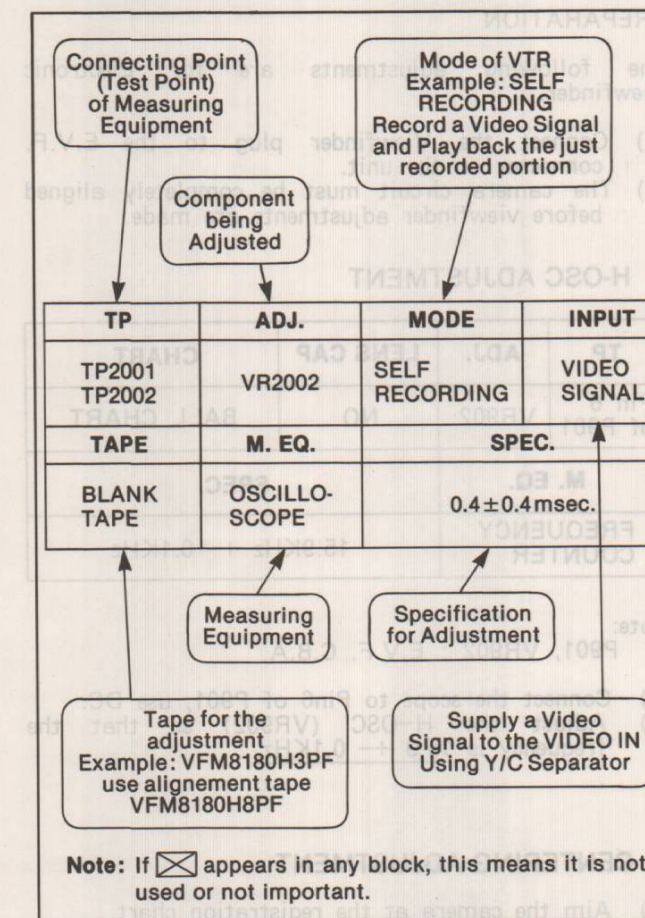 Connecting Point
(Test Point)
of Measuring
Equipment
Mode of VTR
Example: SELF
RECORDING
Record a Video Signal
and Play back the just
recorded portion
Component
being
Adjusted
TP ADJ. MODE INPUT
TP2001
TP2002
VR2002
SELF
RECORDING
VIDEO
SIGNAL
TAPE M. EQ. SPEC.
BLANK
TAPE
OSCILLO-
SCOPE
0.4±0.4msec.
Measuring
Equipment
Specification
for Adjustment
Tape for the
adjustment
Example: VFM8180H3PF
use alignement tape
VFM8180H8PF
Supply a Video
Signal to the VIDEO IN
Using Y/C Separator
Note: If appears in any block, this means it is not
used or not important.